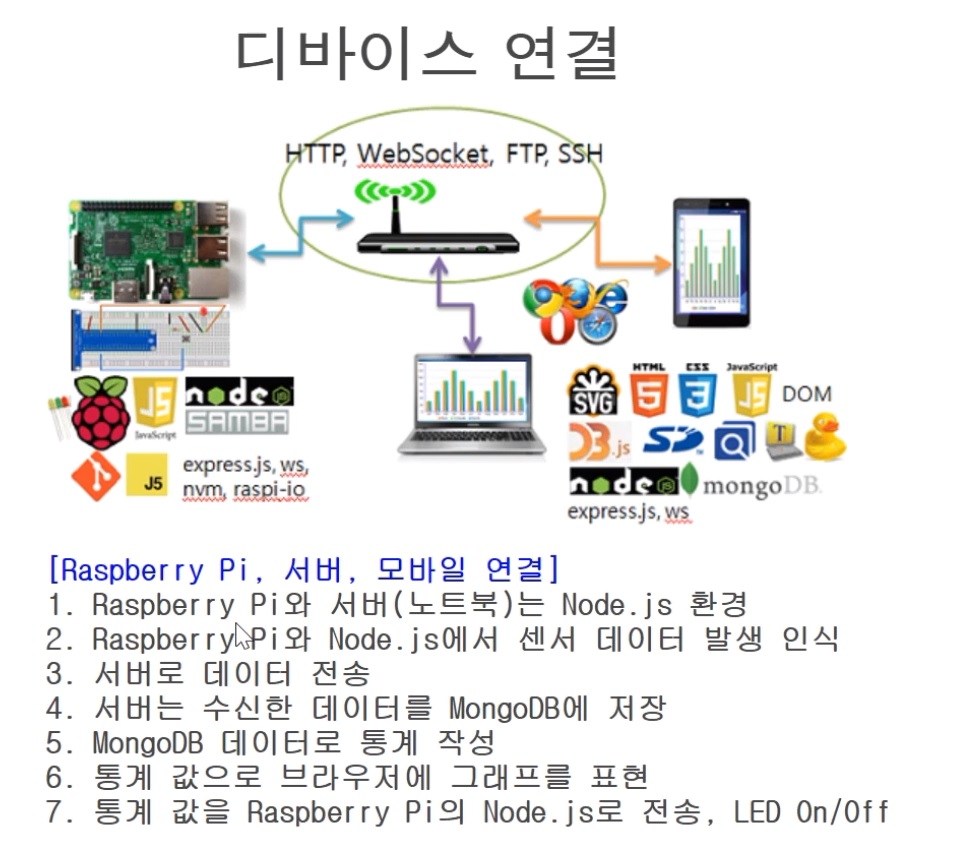 디바이스 연결
HTTP, WebSocket, FTP, SSH
HTML
CSS
JavaScript
SVG
5
3
JS
DOM
JS
JavaScript
node JS
SAMBA
D3.js
SD
T
J5
express.js, ws,
nvm, raspi-io
node JS
mongoDB.
express.js, ws
[Raspberry Pi, 서버, 모바일 연결]
1. Raspberry Pi와 서버(노트북)는 Node.js 환경
2. Raspberry Pi와 Node.js에서 센서 데이터 발생 인식
3. 서버로 데이터 전송
4. 서버는 수신한 데이터를 MongoDB에 저장
5. MongoDB 데이터로 통계 작성
6. 통계 값으로 브라우저에 그래프를 표현
7. 통계 값을 Raspberry Pi의 Node.js로 전송, LED On/Off